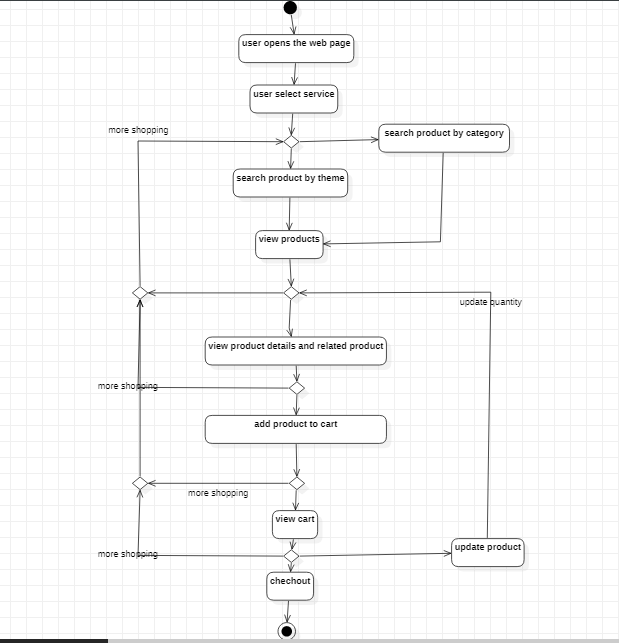 user opens the web page
user select service
more shopping
search product by category
search product by theme
view products
update quantity
view product details and related product
more shopping
add product to cart
more shopping
view cart
update product
more shopping
chechout